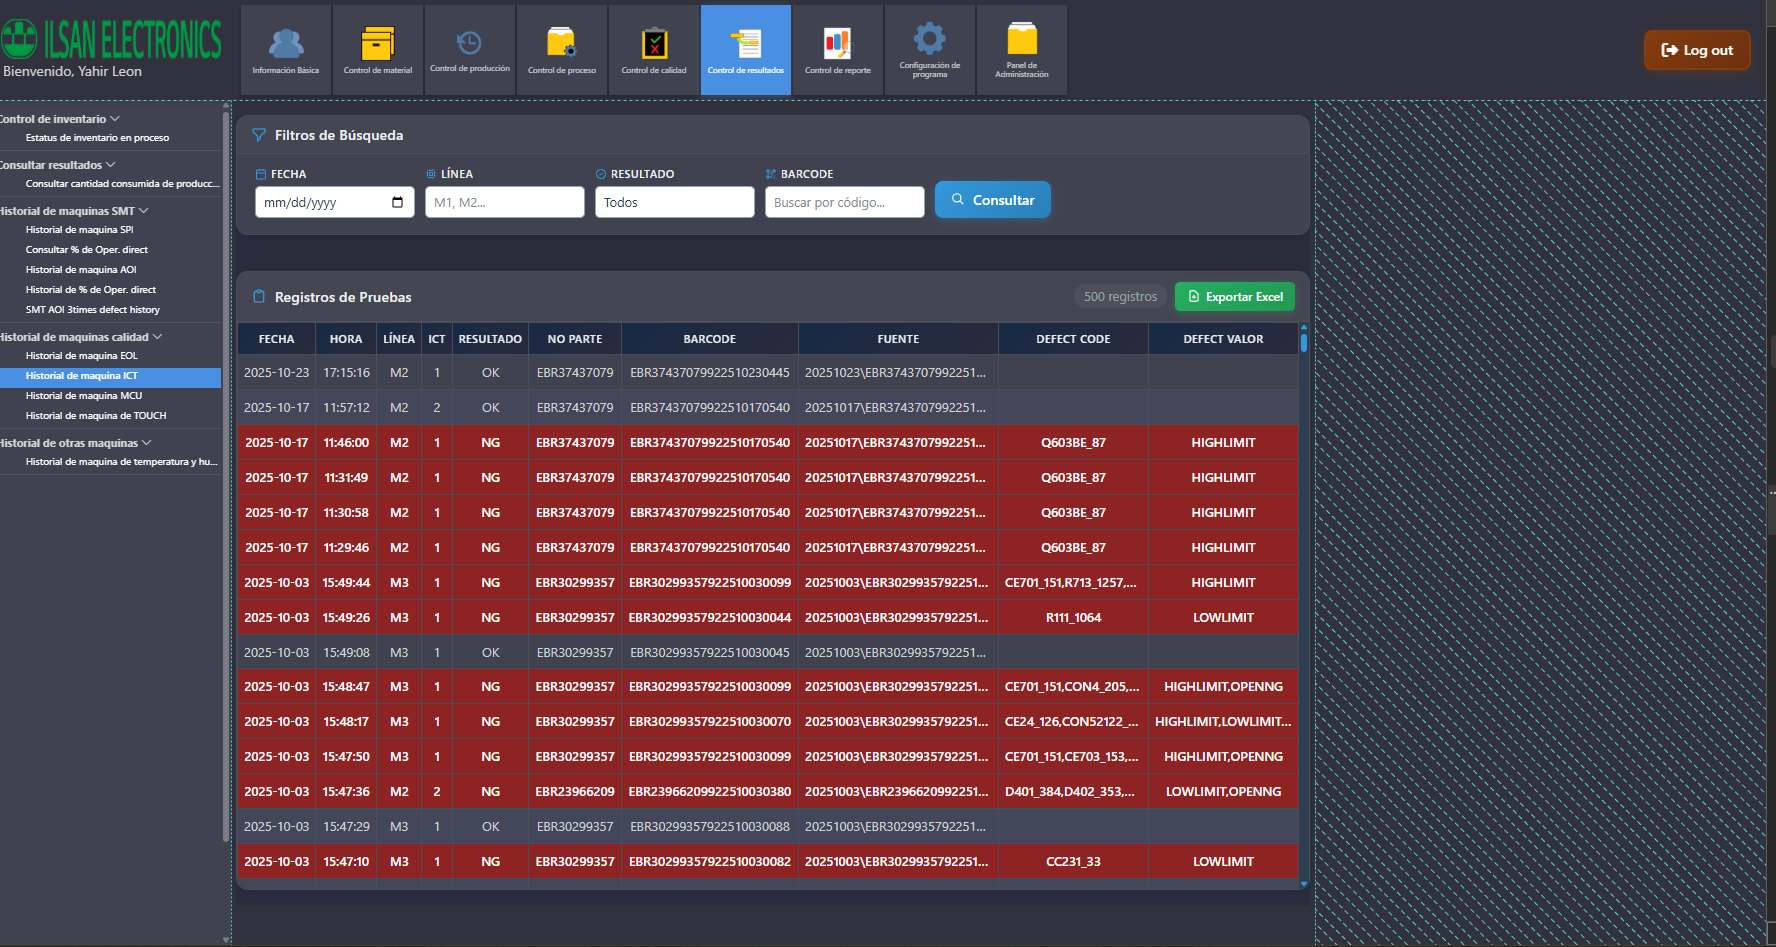 ILSAN ELECTRONICS
Bienvenido, Yahir Leon
Información Básica
Control de material
Control de producción
Control de proceso
Control de calidad
Control de resultados
Control de reporte
Configuración de programa
Panel de Administración
Log out
Control de inventario
Estatus de inventario en proceso
Consultar resultados
Consultar cantidad consumida de producc...
Historial de maquinas SMT
Historial de maquina SPI
Consultar % de Oper. direct
Historial de maquina AOI
Historial de % de Oper. direct
SMT AOI 3times defect history
Historial de maquinas calidad
Historial de maquina EOL
Historial de maquina ICT
Historial de maquina MCU
Historial de maquina de TOUCH
Historial de otras maquinas
Historial de maquina de temperatura y hu...
Filtros de Búsqueda
FECHA LÍNEA RESULTADO BARCODE
mm/dd/yyyy M1, M2... Todos Buscar por código... Consultar
Registros de Pruebas 500 registros Exportar Excel
FECHA HORA LÍNEA ICT RESULTADO NO PARTE BARCODE FUENTE DEFECT CODE DEFECT VALOR
2025-10-23 17:15:16 M2 1 OK EBR37437079 EBR37437079922510230445 20251023\EBR3743707992251...
2025-10-17 11:57:12 M2 2 OK EBR37437079 EBR37437079922510170540 20251017\EBR3743707992251...
2025-10-17 11:46:00 M2 1 NG EBR37437079 EBR37437079922510170540 20251017\EBR3743707992251... Q603BE_87 HIGHLIMIT
2025-10-17 11:31:49 M2 1 NG EBR37437079 EBR37437079922510170540 20251017\EBR3743707992251... Q603BE_87 HIGHLIMIT
2025-10-17 11:30:58 M2 1 NG EBR37437079 EBR37437079922510170540 20251017\EBR3743707992251... Q603BE_87 HIGHLIMIT
2025-10-17 11:29:46 M2 1 NG EBR37437079 EBR37437079922510170540 20251017\EBR3743707992251... Q603BE_87 HIGHLIMIT
2025-10-03 15:49:44 M3 1 NG EBR30299357 EBR30299357922510030099 20251003\EBR3029935792251... CE701_151,R713_1257,... HIGHLIMIT
2025-10-03 15:49:26 M3 1 NG EBR30299357 EBR30299357922510030044 20251003\EBR3029935792251... R111_1064 LOWLIMIT
2025-10-03 15:49:08 M3 1 OK EBR30299357 EBR30299357922510030045 20251003\EBR3029935792251...
2025-10-03 15:48:47 M3 1 NG EBR30299357 EBR30299357922510030099 20251003\EBR3029935792251... CE701_151,CON4_205,... HIGHLIMIT,OPENNG
2025-10-03 15:48:17 M3 1 NG EBR30299357 EBR30299357922510030070 20251003\EBR3029935792251... CE24_126,CON52122_... HIGHLIMIT,LOWLIMIT...
2025-10-03 15:47:50 M3 1 NG EBR30299357 EBR30299357922510030099 20251003\EBR3029935792251... CE701_151,CE703_153,... HIGHLIMIT,OPENNG
2025-10-03 15:47:36 M2 2 NG EBR23966209 EBR23966209922510030380 20251003\EBR2396620992251... D401_384,D402_353,... LOWLIMIT,OPENNG
2025-10-03 15:47:29 M3 1 OK EBR30299357 EBR30299357922510030088 20251003\EBR3029935792251...
2025-10-03 15:47:10 M3 1 NG EBR30299357 EBR30299357922510030082 20251003\EBR3029935792251... CC231_33 LOWLIMIT